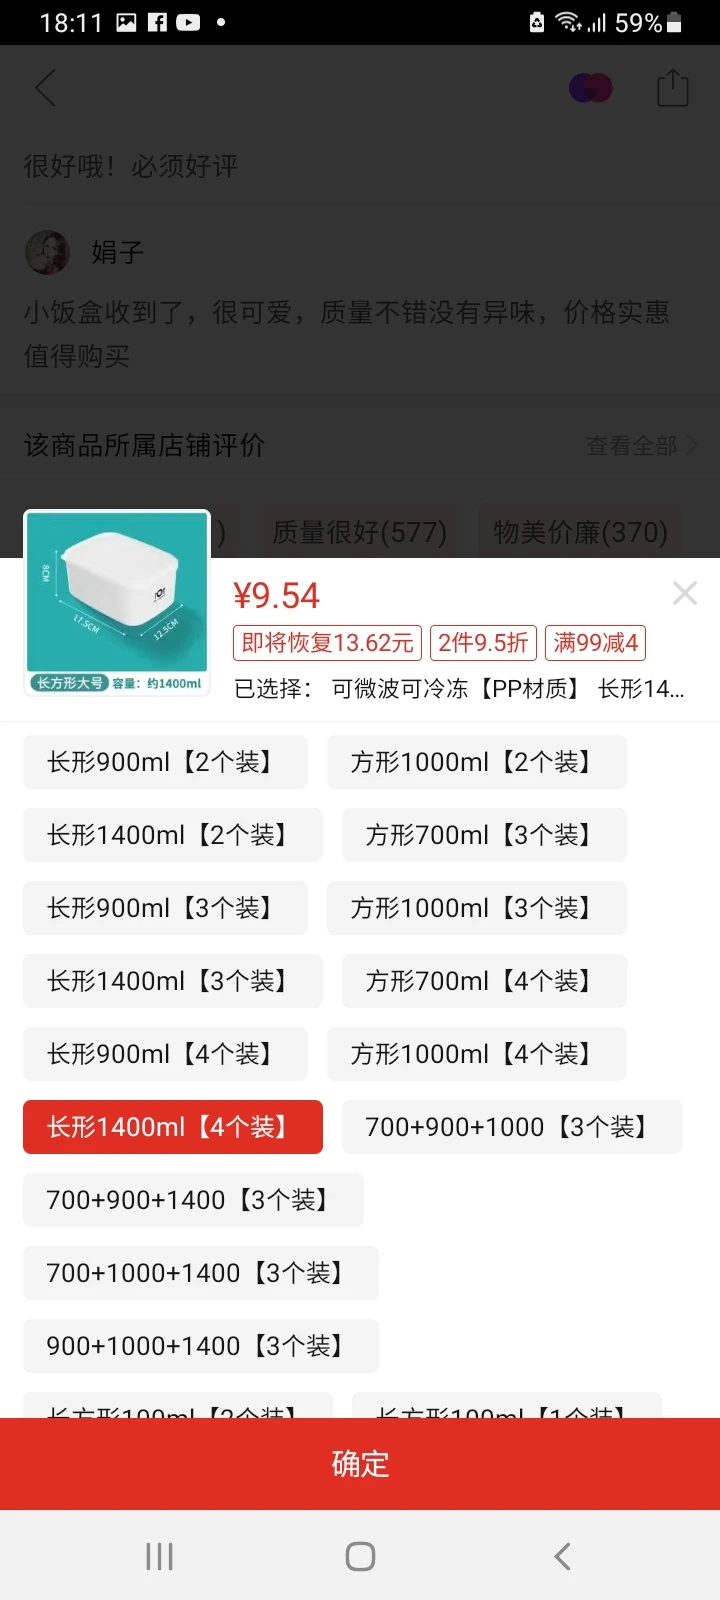 18:11
59%
很好哦！必须好评
娟子
小饭盒收到了，很可爱，质量不错没有异味，价格实惠
值得购买
该商品所属店铺评价
查看全部
)
质量很好(577)
物美价廉(370)
8CM
17.5CM
12.5CM
长方形大号
容量：约1400ml
¥9.54
即将恢复13.62元
2件9.5折
满99减4
已选择： 可微波可冷冻【PP材质】 长形14...
长形900ml【2个装】
方形1000ml【2个装】
长形1400ml【2个装】
方形700ml【3个装】
长形900ml【3个装】
方形1000ml【3个装】
长形1400ml【3个装】
方形700ml【4个装】
长形900ml【4个装】
方形1000ml【4个装】
长形1400ml【4个装】
700+900+1000【3个装】
700+900+1400【3个装】
700+1000+1400【3个装】
900+1000+1400【3个装】
确定